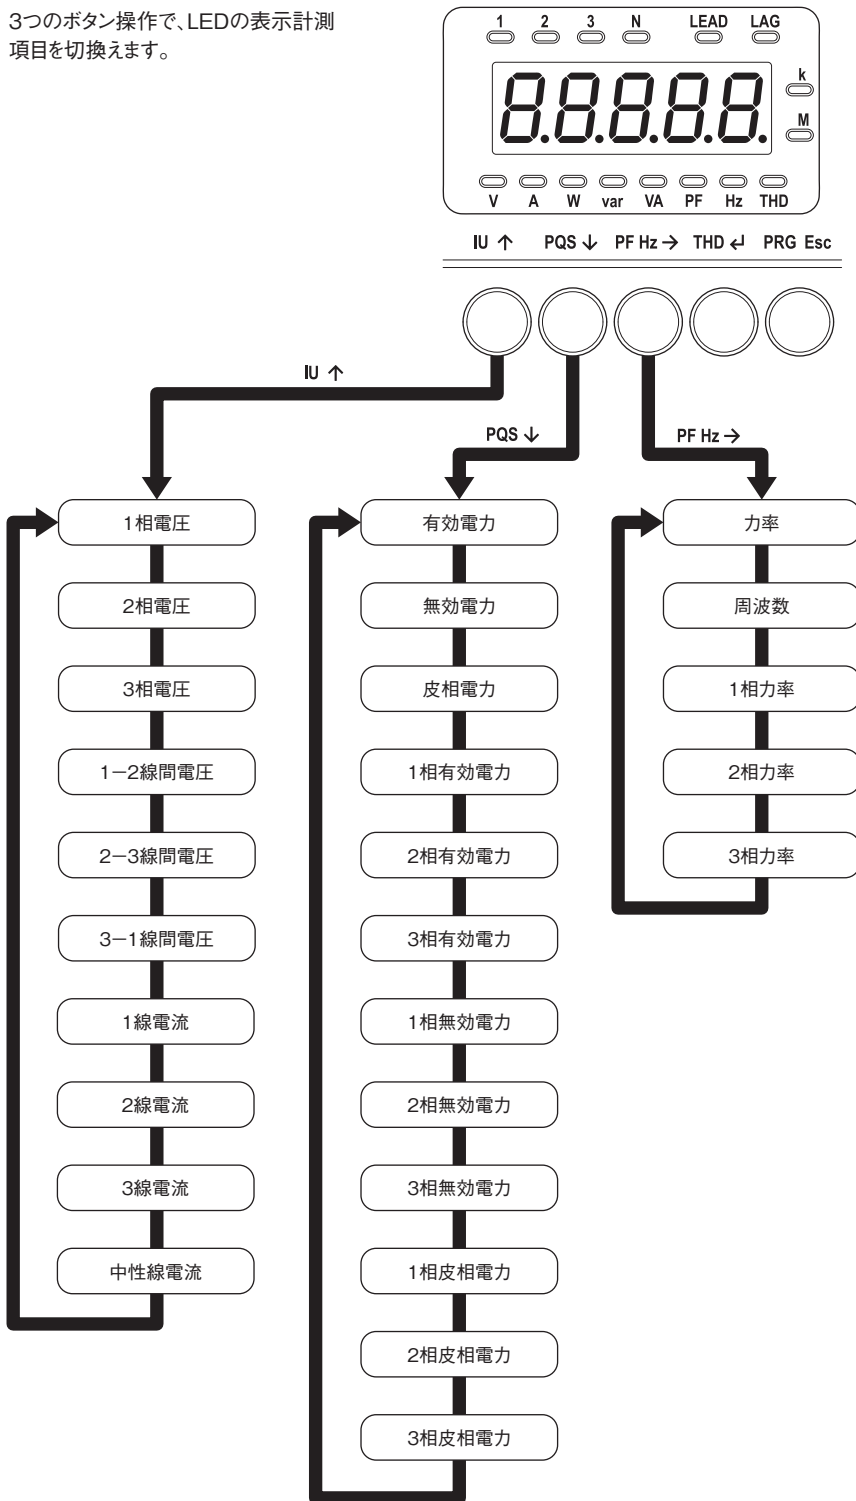 3つのボタン操作で、LEDの表示計測
項目を切換えます。
1 2 3 N LEAD LAG
88888.
k
M
V A W var VA PF Hz THD
IU ↑ PQS ↓ PF Hz → THD ↵ PRG Esc
IU ↑
PQS ↓
PF Hz →
1相電圧
2相電圧
3相電圧
1−2線間電圧
2−3線間電圧
3−1線間電圧
1線電流
2線電流
3線電流
中性線電流
有効電力
無効電力
皮相電力
1相有効電力
2相有効電力
3相有効電力
1相無効電力
2相無効電力
3相無効電力
1相皮相電力
2相皮相電力
3相皮相電力
力率
周波数
1相力率
2相力率
3相力率